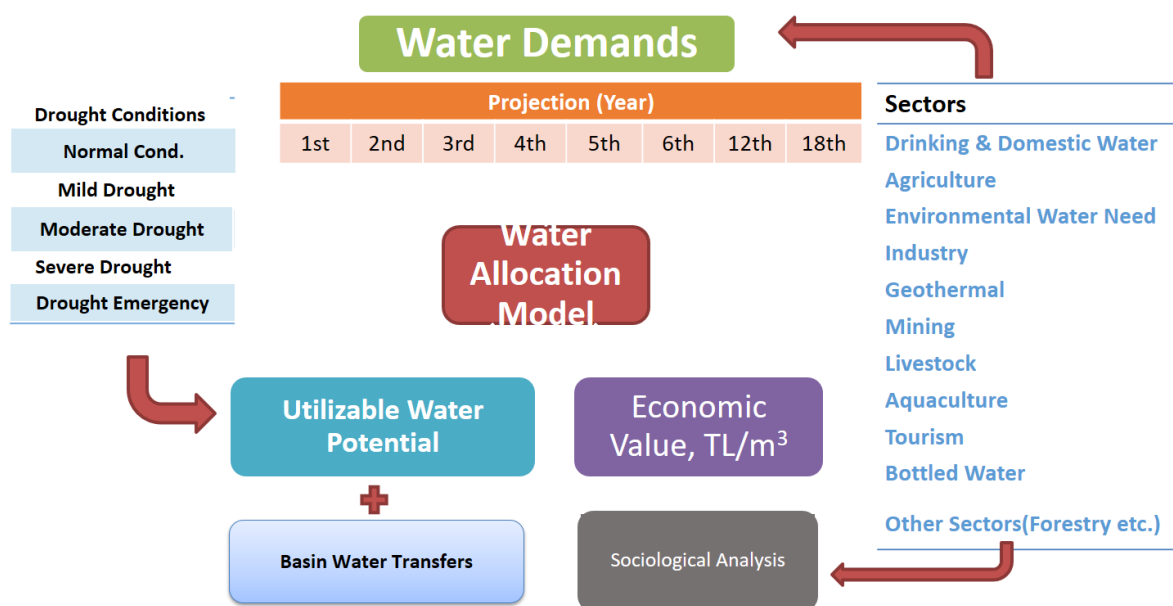 Water Demands
Drought Conditions
Normal Cond.
Mild Drought
Moderate Drought
Severe Drought
Drought Emergency
Projection (Year)
1st 2nd 3rd 4th 5th 6th 12th 18th
Water
Allocation
Model
Utilizable Water
Potential
Economic
Value, TL/m³
Basin Water Transfers
Sociological Analysis
Sectors
Drinking & Domestic Water
Agriculture
Environmental Water Need
Industry
Geothermal
Mining
Livestock
Aquaculture
Tourism
Bottled Water
Other Sectors(Forestry etc.)